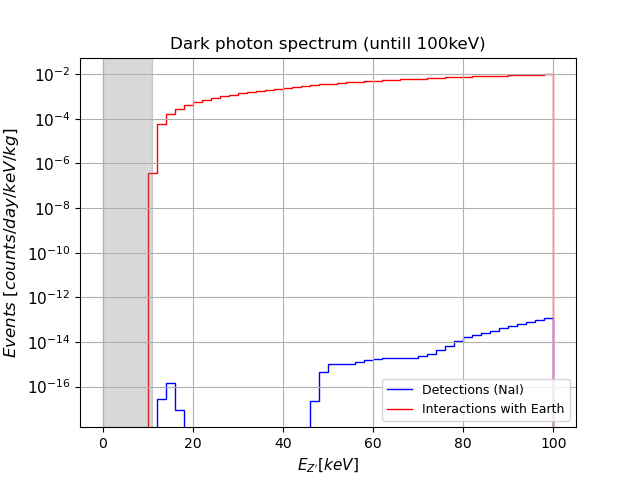 Dark photon spectrum (untill 100keV)
Events [counts/day/keV/kg]
10⁻²
10⁻⁴
10⁻⁶
10⁻⁸
10⁻¹⁰
10⁻¹²
10⁻¹⁴
10⁻¹⁶
Detections (NaI)
Interactions with Earth
0 20 40 60 80 100
E_Z'[keV]